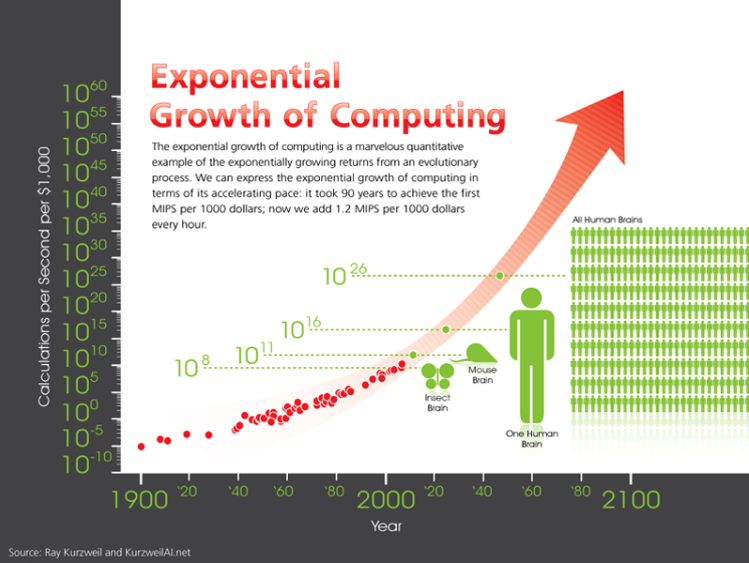 Exponential
Growth of Computing
The exponential growth of computing is a marvelous quantitative
example of the exponentially growing returns from an evolutionary
process. We can express the exponential growth of computing in
terms of its accelerating pace: it took 90 years to achieve the first
MIPS per 1000 dollars; now we add 1.2 MIPS per 1000 dollars
every hour.
Calculations per Second per $1,000
10^60
10^55
10^50
10^45
10^40
10^35
10^30
10^25
10^20
10^15
10^10
10^5
10^0
10^-5
10^-10
All Human Brains
10^26
10^16
10^11
10^8
Mouse
Brain
Insect
Brain
One Human
Brain
1900 '20 '40 '60 '80 2000 '20 '40 '60 '80 2100
Year
Source: Ray Kurzweil and KurzweilAI.net